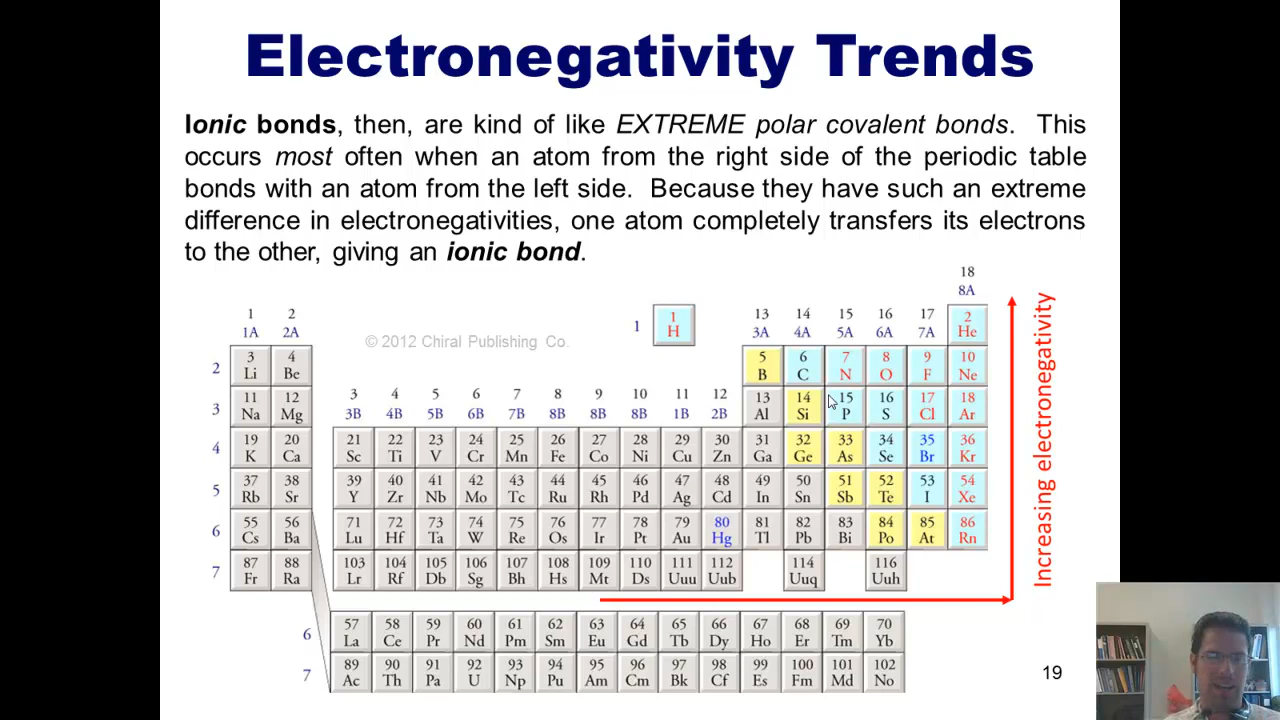 Electronegativity Trends
Ionic bonds, then, are kind of like EXTREME polar covalent bonds. This
occurs most often when an atom from the right side of the periodic table
bonds with an atom from the left side. Because they have such an extreme
difference in electronegativities, one atom completely transfers its electrons
to the other, giving an ionic bond.
18
8A
1 2 1 13 14 15 16 17 2
1A 2A 1 H 3A 4A 5A 6A 7A He
© 2012 Chiral Publishing Co.
3 4 5 6 7 8 9 10
2 Li Be B C N O F Ne
11 12 3 4 5 6 7 8 9 10 11 12 13 14 15 16 17 18
3 Na Mg 3B 4B 5B 6B 7B 8B 8B 8B 1B 2B Al Si P S Cl Ar
19 20 21 22 23 24 25 26 27 28 29 30 31 32 33 34 35 36
4 K Ca Sc Ti V Cr Mn Fe Co Ni Cu Zn Ga Ge As Se Br Kr
37 38 39 40 41 42 43 44 45 46 47 48 49 50 51 52 53 54
5 Rb Sr Y Zr Nb Mo Tc Ru Rh Pd Ag Cd In Sn Sb Te I Xe
55 56 71 72 73 74 75 76 77 78 79 80 81 82 83 84 85 86
6 Cs Ba Lu Hf Ta W Re Os Ir Pt Au Hg Tl Pb Bi Po At Rn
87 88 103 104 105 106 107 108 109 110 111 112 114 116
7 Fr Ra Lr Rf Db Sg Bh Hs Mt Ds Uuu Uub Uuq Uuh
57 58 59 60 61 62 63 64 65 66 67 68 69 70
6 La Ce Pr Nd Pm Sm Eu Gd Tb Dy Ho Er Tm Yb
89 90 91 92 93 94 95 96 97 98 99 100 101 102
7 Ac Th Pa U Np Pu Am Cm Bk Cf Es Fm Md No
Increasing electronegativity
19